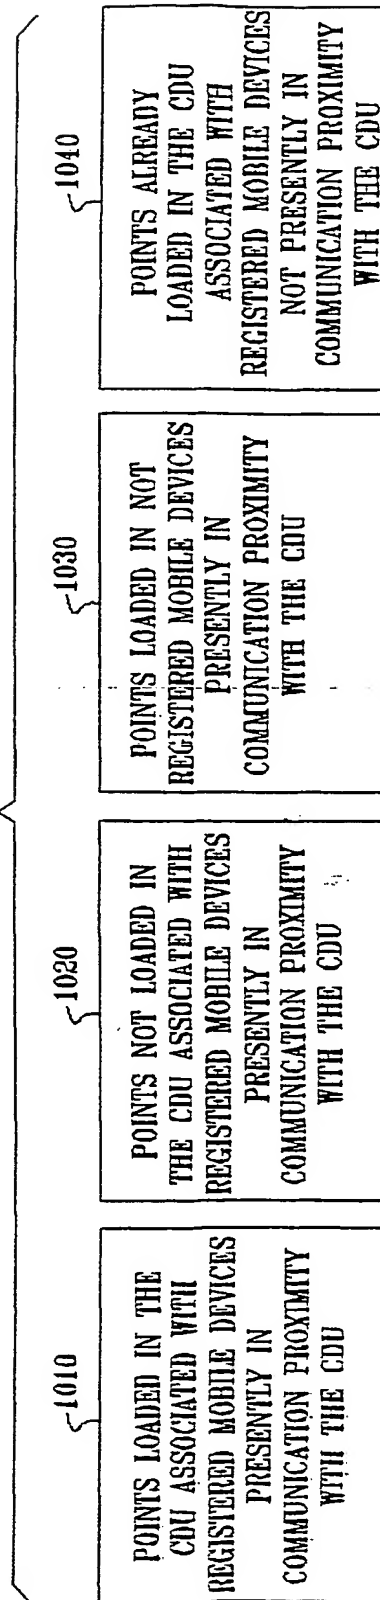 1010
POINTS LOADED IN THE
CDU ASSOCIATED WITH
REGISTERED MOBILE DEVICES
PRESENTLY IN
COMMUNICATION PROXIMITY
WITH THE CDU
1020
POINTS NOT LOADED IN
THE CDU ASSOCIATED WITH
REGISTERED MOBILE DEVICES
PRESENTLY IN
COMMUNICATION PROXIMITY
WITH THE CDU
1030
POINTS LOADED IN NOT
REGISTERED MOBILE DEVICES
PRESENTLY IN
COMMUNICATION PROXIMITY
WITH THE CDU
1040
POINTS ALREADY
LOADED IN THE CDU
ASSOCIATED WITH
REGISTERED MOBILE DEVICES
NOT PRESENTLY IN
COMMUNICATION PROXIMITY
WITH THE CDU